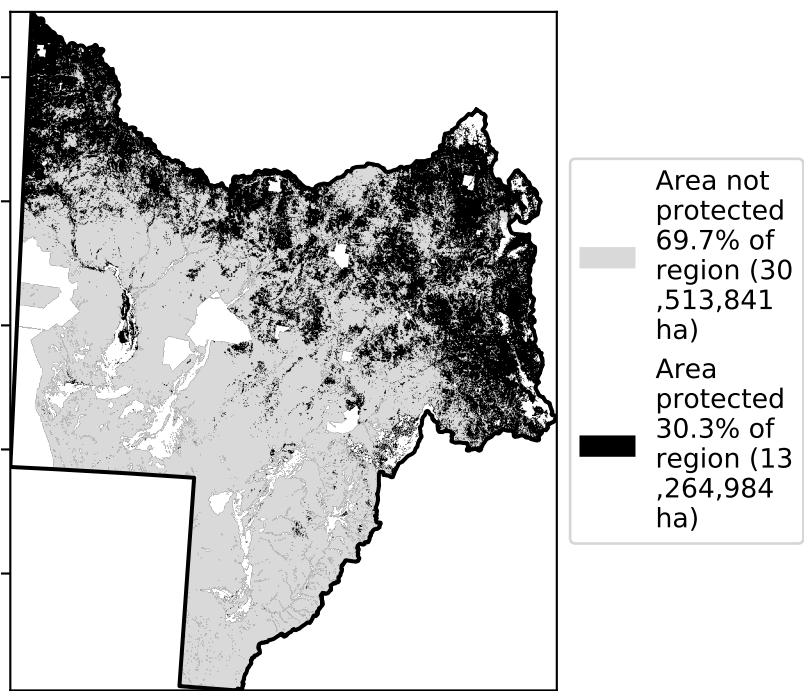 Area not
protected
69.7% of
region (30
,513,841
ha)
Area
protected
30.3% of
region (13
,264,984
ha)